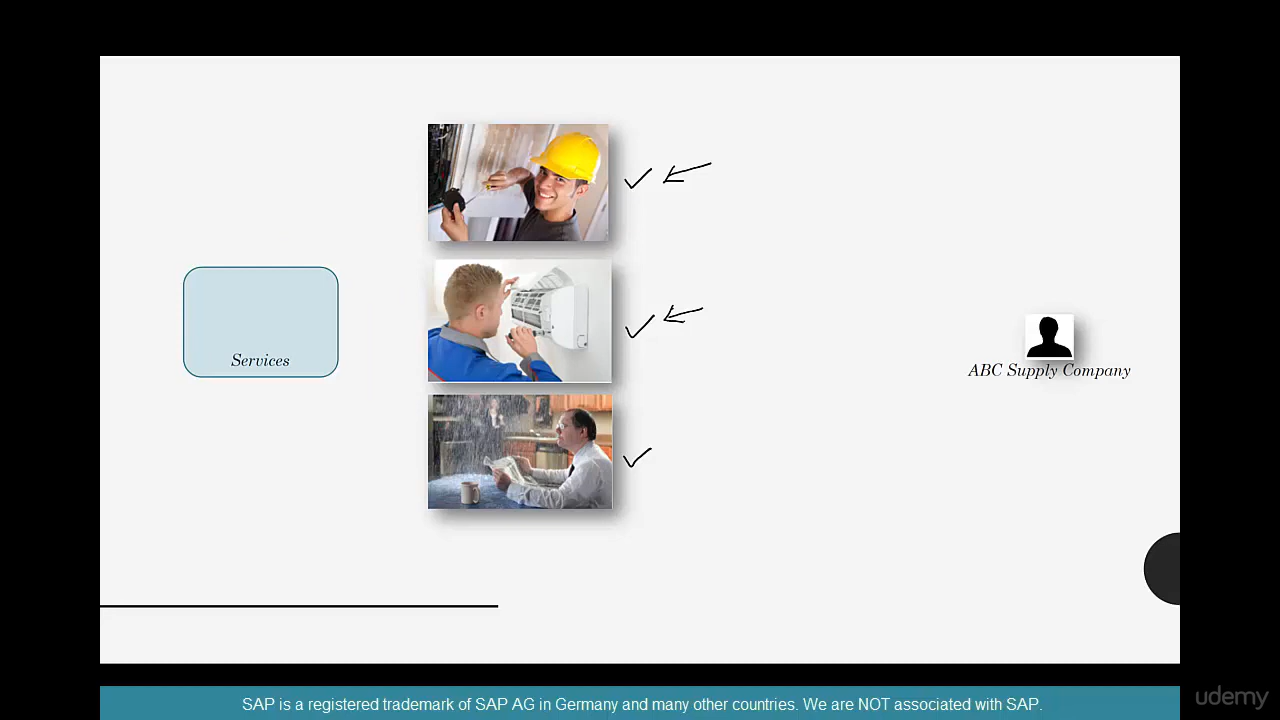 Services
ABC Supply Company
SAP is a registered trademark of SAP AG in Germany and many other countries. We are NOT associated with SAP.
udemy